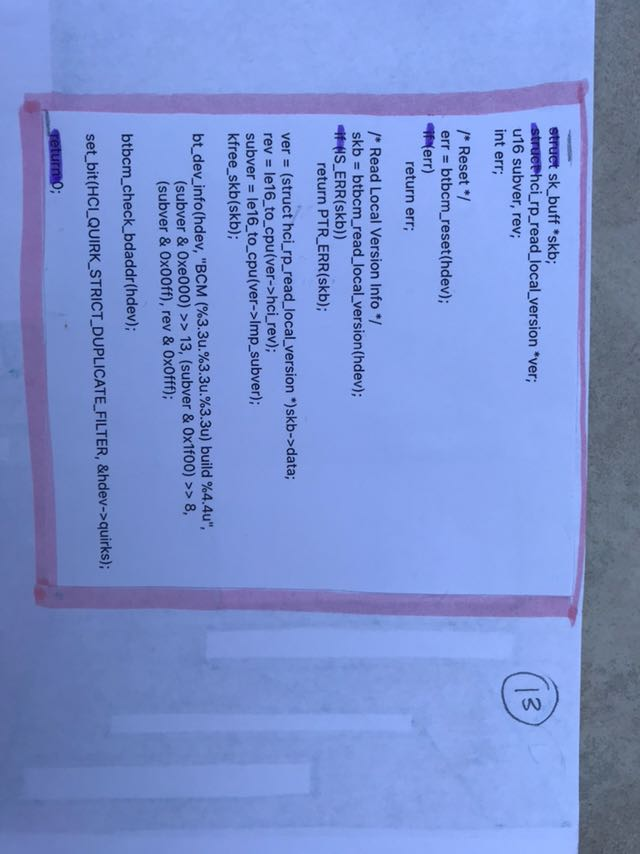 struct sk_buff *skb;
struct hci_rp_read_local_version *ver;
u16 subver, rev;
int err;
/* Reset */
err = btbcm_reset(hdev);
if (err)
return err;
/* Read Local Version Info */
skb = btbcm_read_local_version(hdev);
if (IS_ERR(skb))
return PTR_ERR(skb);
ver = (struct hci_rp_read_local_version *)skb->data;
rev = le16_to_cpu(ver->hci_rev);
subver = le16_to_cpu(ver->lmp_subver);
kfree_skb(skb);
bt_dev_info(hdev, "BCM (%3.3u.%3.3u.%3.3u) build %4.4u",
(subver & 0xe000) >> 13, (subver & 0x1f00) >> 8,
(subver & 0x00ff), rev & 0x0fff);
btbcm_check_bdaddr(hdev);
set_bit(HCI_QUIRK_STRICT_DUPLICATE_FILTER, &hdev->quirks);
return 0;
13